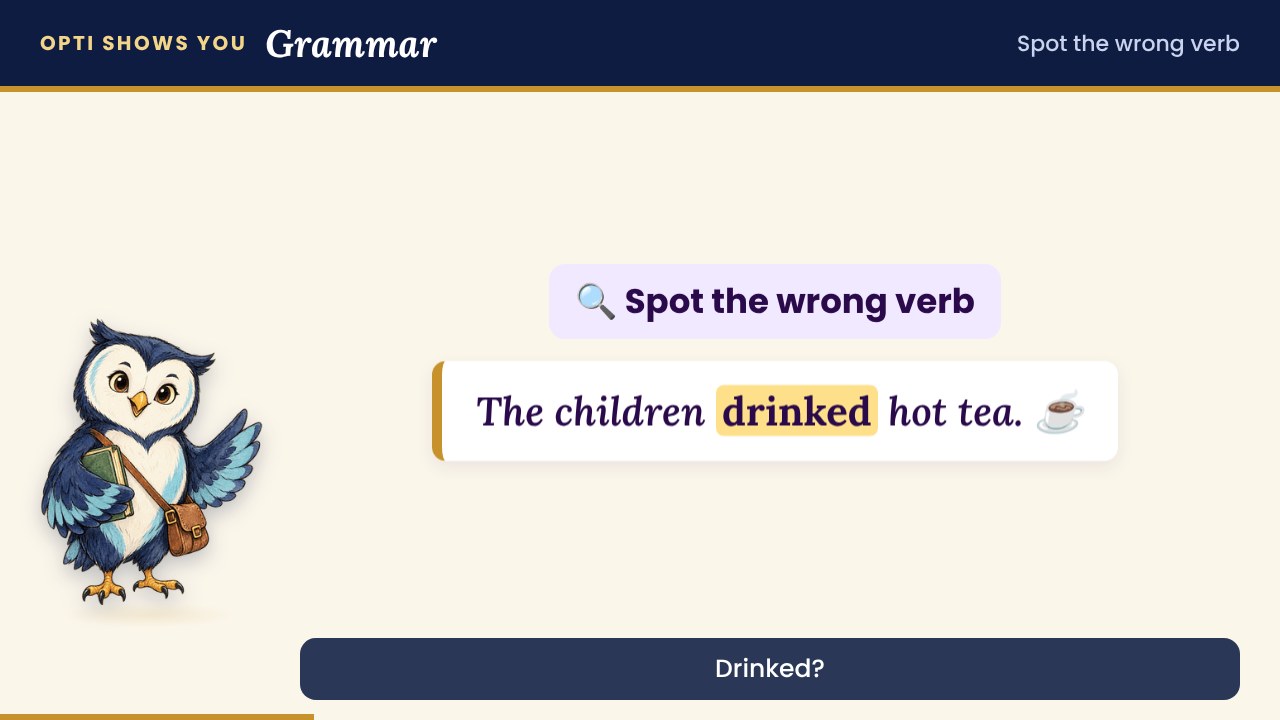 OPTI SHOWS YOU Grammar
Spot the wrong verb
🔍 Spot the wrong verb
The children drinked hot tea. ☕
Drinked?